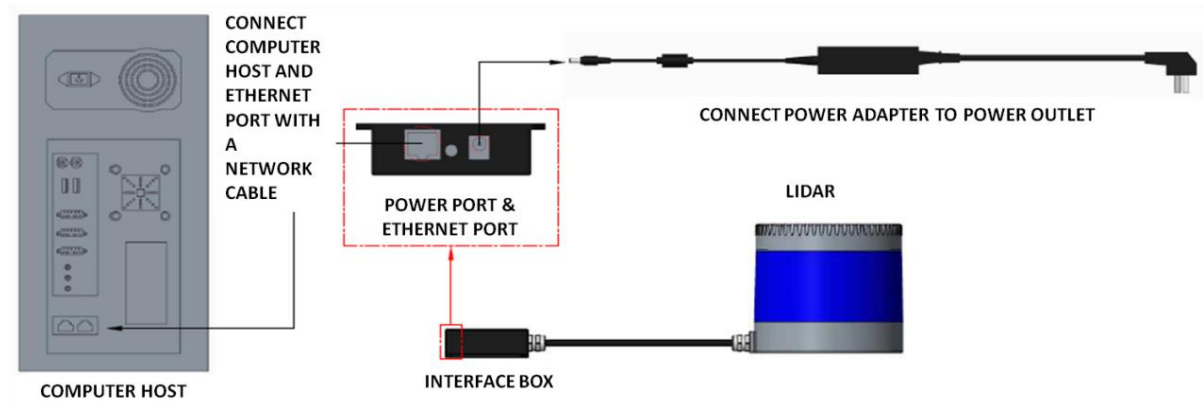 CONNECT
COMPUTER
HOST AND
ETHERNET
PORT WITH
A
NETWORK
CABLE
CONNECT POWER ADAPTER TO POWER OUTLET
POWER PORT &
ETHERNET PORT
LIDAR
INTERFACE BOX
COMPUTER HOST